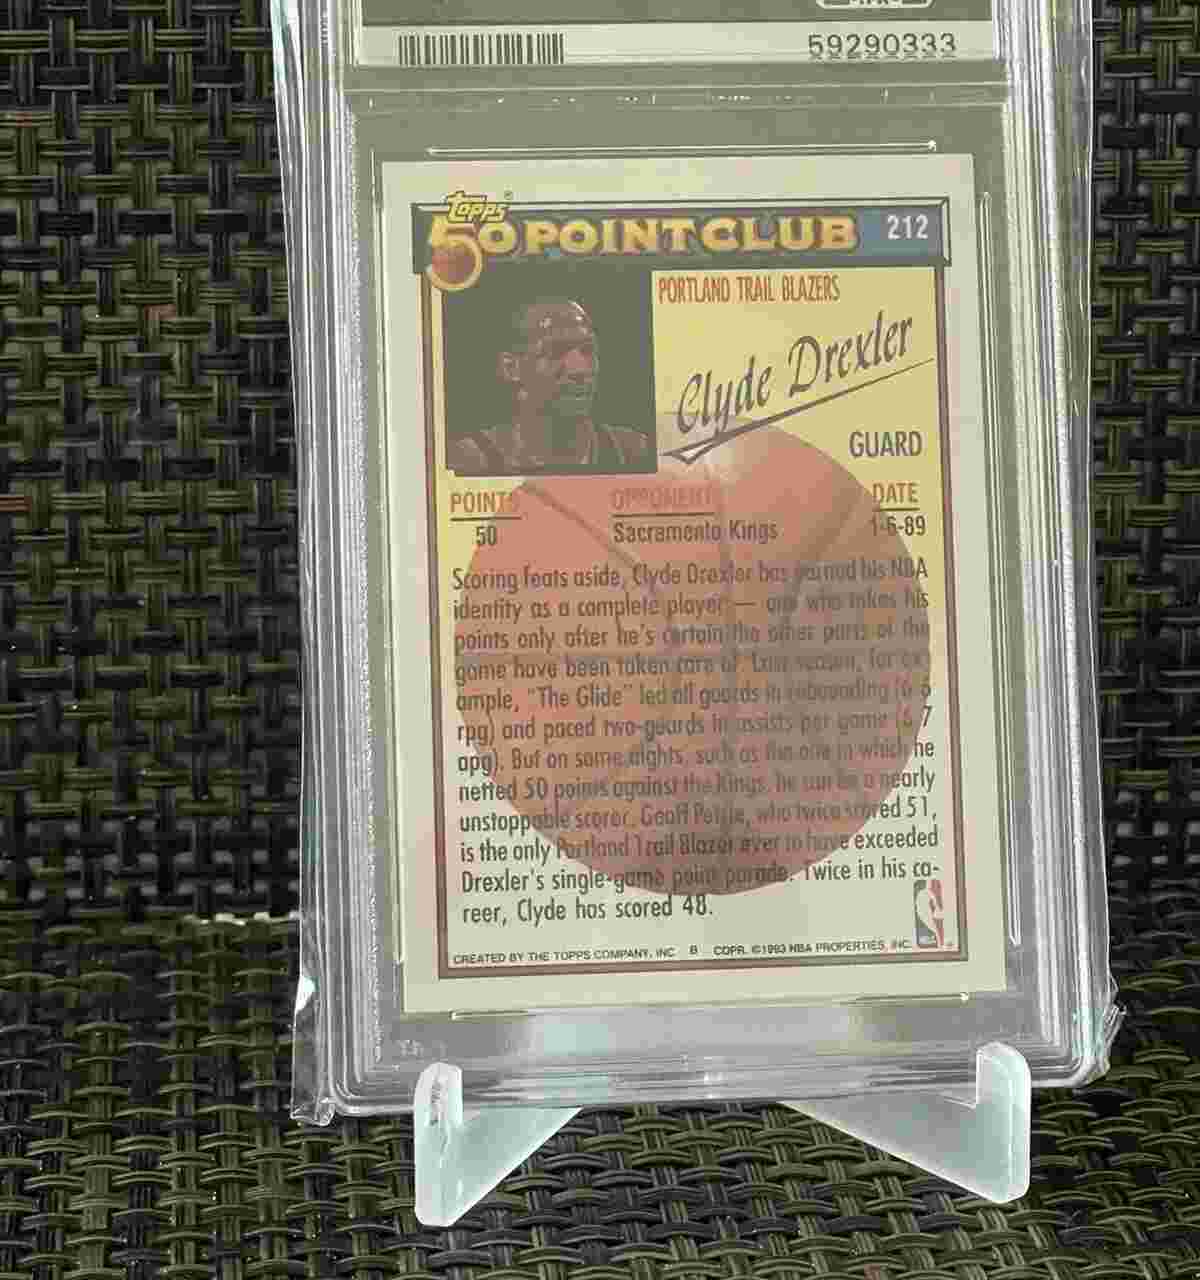 59290333
Topps
50 POINT CLUB 212
PORTLAND TRAIL BLAZERS
Clyde Drexler
GUARD
POINTS OPPONENT DATE
50 Sacramento Kings 1-6-89
Scoring feats aside, Clyde Drexler has earned his NBA
identity as a complete player — one who takes his
points only after he's certain the other parts of the
game have been taken care of. Last season, for ex-
ample, "The Glide" led all guards in rebounding (6.6
rpg) and paced two-guards in assists per game (6.7
apg). But on some nights, such as the one in which he
netted 50 points against the Kings, he can be a nearly
unstoppable scorer. Geoff Petrie, who twice scored 51,
is the only Portland Trail Blazer ever to have exceeded
Drexler's single-game point parade. Twice in his ca-
reer, Clyde has scored 48.
NBA
CREATED BY THE TOPPS COMPANY, INC B COPR. ©1993 NBA PROPERTIES, INC.